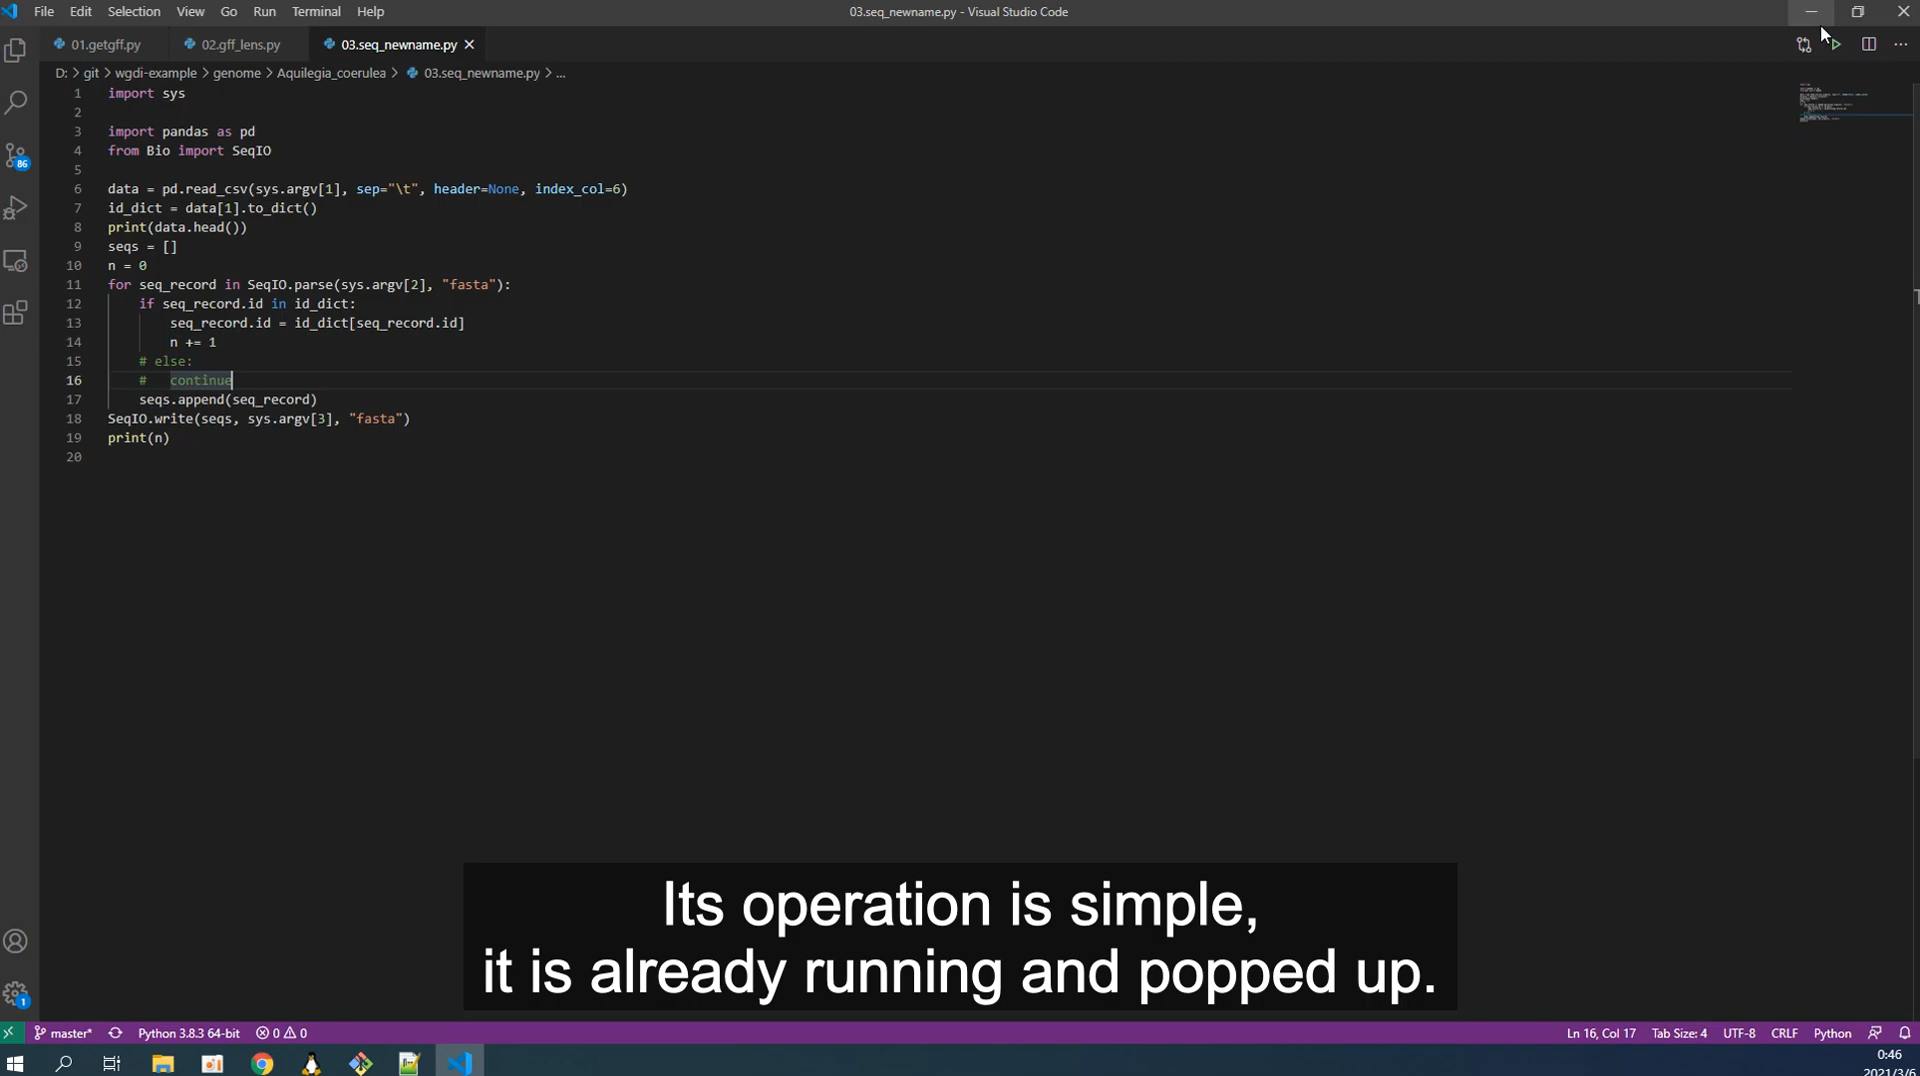 File Edit Selection View Go Run Terminal Help
03.seq_newname.py - Visual Studio Code
01.getgff.py 02.gff_lens.py 03.seq_newname.py
D: > git > wgdi-example > genome > Aquilegia_coerulea > 03.seq_newname.py > ...
1 import sys
2
3 import pandas as pd
4 from Bio import SeqIO
5
6 data = pd.read_csv(sys.argv[1], sep="\t", header=None, index_col=6)
7 id_dict = data[1].to_dict()
8 print(data.head())
9 seqs = []
10 n = 0
11 for seq_record in SeqIO.parse(sys.argv[2], "fasta"):
12 if seq_record.id in id_dict:
13 seq_record.id = id_dict[seq_record.id]
14 n += 1
15 # else:
16 # continue
17 seqs.append(seq_record)
18 SeqIO.write(seqs, sys.argv[3], "fasta")
19 print(n)
20
86
Its operation is simple,
it is already running and popped up.
1
master* Python 3.8.3 64-bit 0 0 Ln 16, Col 17 Tab Size: 4 UTF-8 CRLF Python
0:46
2021/3/6